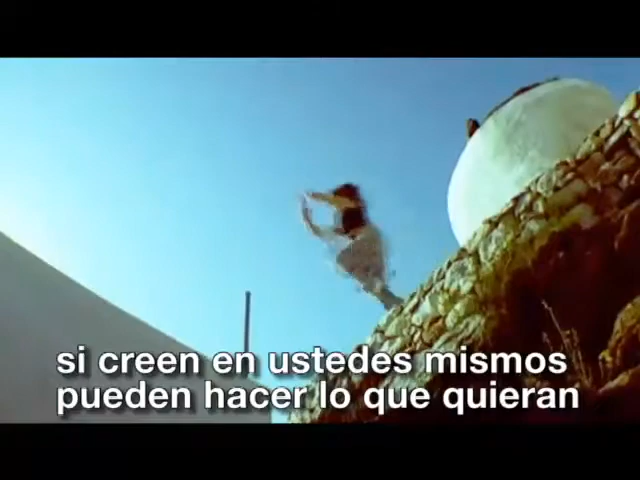 si creen en ustedes mismos
pueden hacer lo que quieran